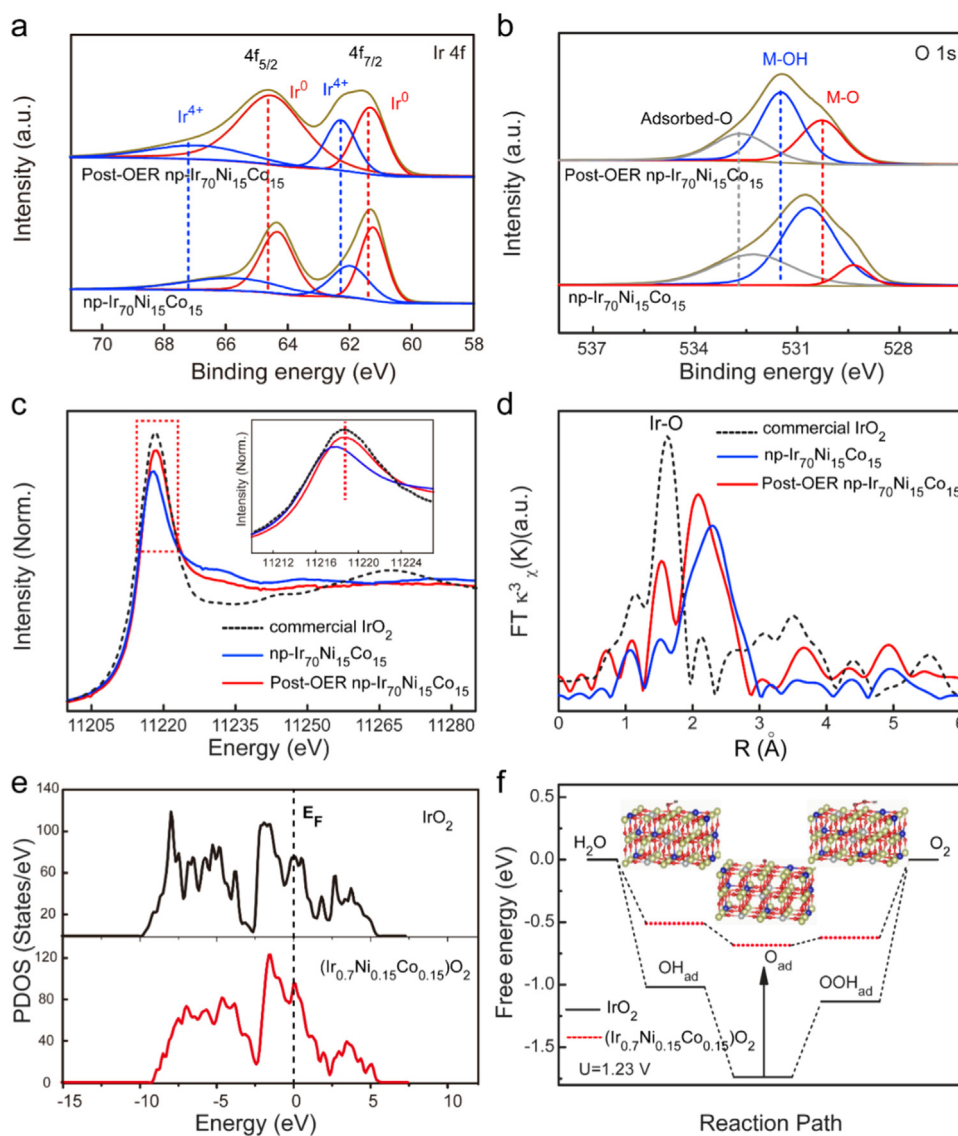 a
Ir 4f
4f5/2
4f7/2
Ir4+
Ir0
Ir4+
Ir0
Post-OER np-Ir70Ni15Co15
np-Ir70Ni15Co15
Intensity (a.u.)
70 68 66 64 62 60 58
Binding energy (eV)
b
O 1s
M-OH
M-O
Adsorbed-O
Post-OER np-Ir70Ni15Co15
np-Ir70Ni15Co15
Intensity (a.u.)
537 534 531 528
Binding energy (eV)
c
Intensity (Norm.)
Intensity (Norm.)
11212 11216 11220 11224
commercial IrO2
np-Ir70Ni15Co15
Post-OER np-Ir70Ni15Co15
11205 11220 11235 11250 11265 11285
Energy (eV)
d
Ir-O
commercial IrO2
np-Ir70Ni15Co15
Post-OER np-Ir70Ni15Co15
FT κ3 χ(K)(a.u.)
0 1 2 3 4 5 6
R (Å)
e
140
100
60
20
EF
IrO2
120
80
40
0
(Ir0.7Ni0.15Co0.15)O2
PDOS (States/eV)
-15 -10 -5 0 5 10
Energy (eV)
f
0.5
0.0
-0.5
-1.0
-1.5
Free energy (eV)
H2O
O2
OHad
Oad
OOHad
IrO2
(Ir0.7Ni0.15Co0.15)O2
U=1.23 V
Reaction Path